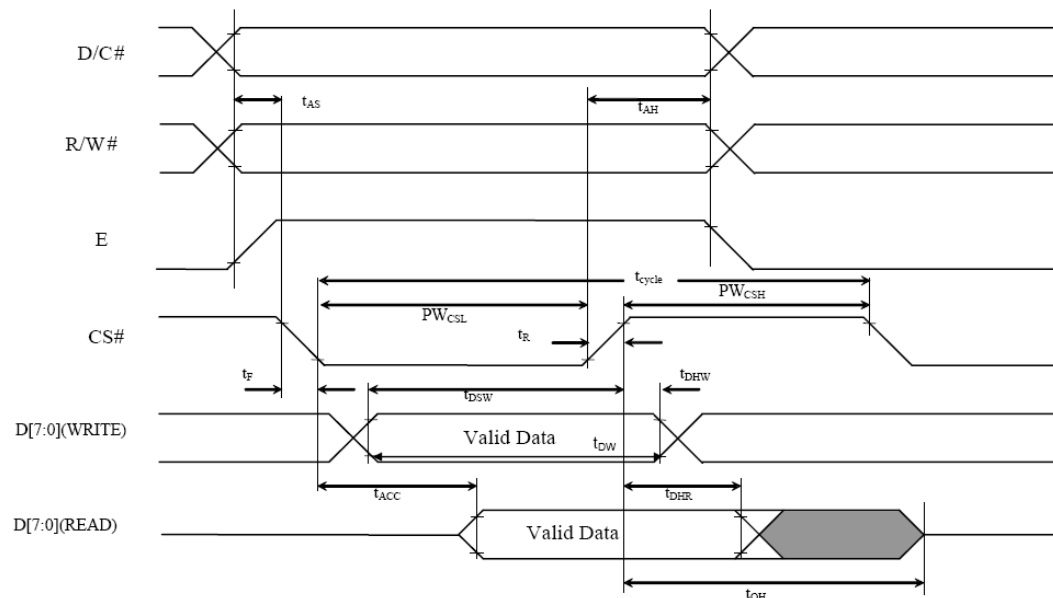 D/C#
tAS
tAH
R/W#
E
tcycle
PWCSL
PWCSH
CS#
tR
tF
tDSW
tDHW
D[7:0](WRITE)
Valid Data
tDW
tACC
tDHR
D[7:0](READ)
Valid Data
tOH